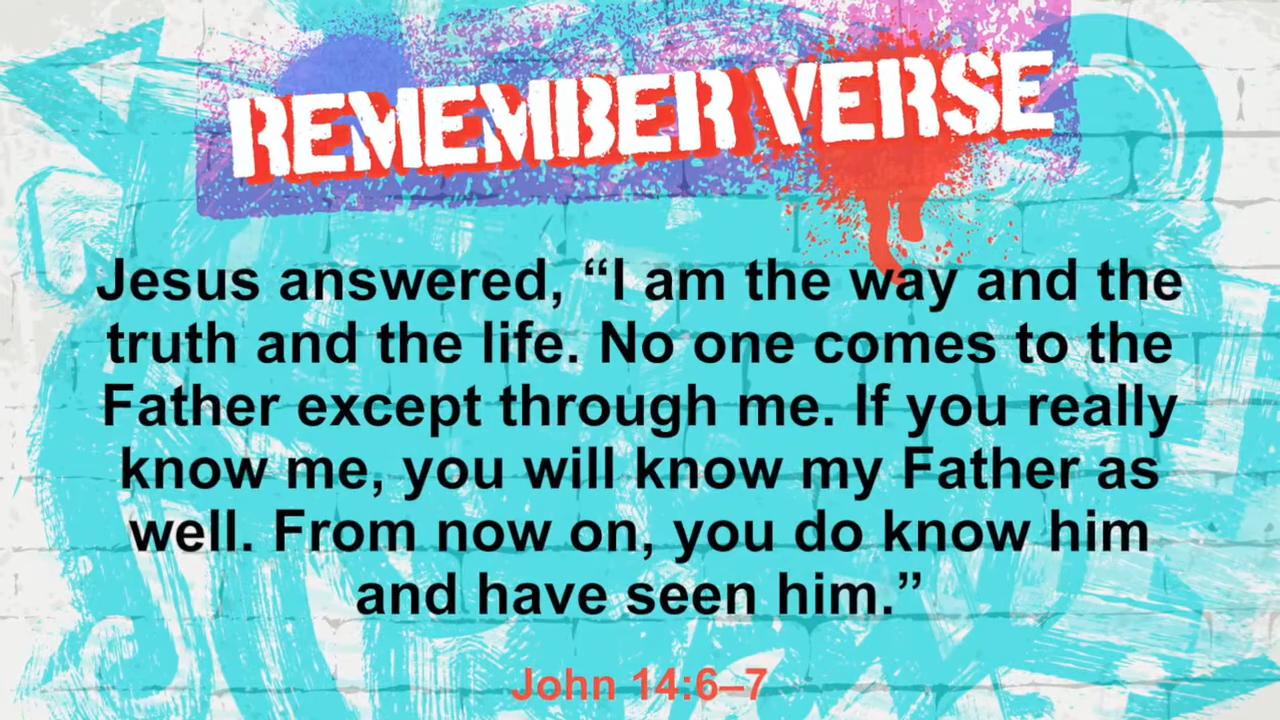 REMEMBER VERSE
Jesus answered, “I am the way and the
truth and the life. No one comes to the
Father except through me. If you really
know me, you will know my Father as
well. From now on, you do know him
and have seen him.”
John 14:6–7